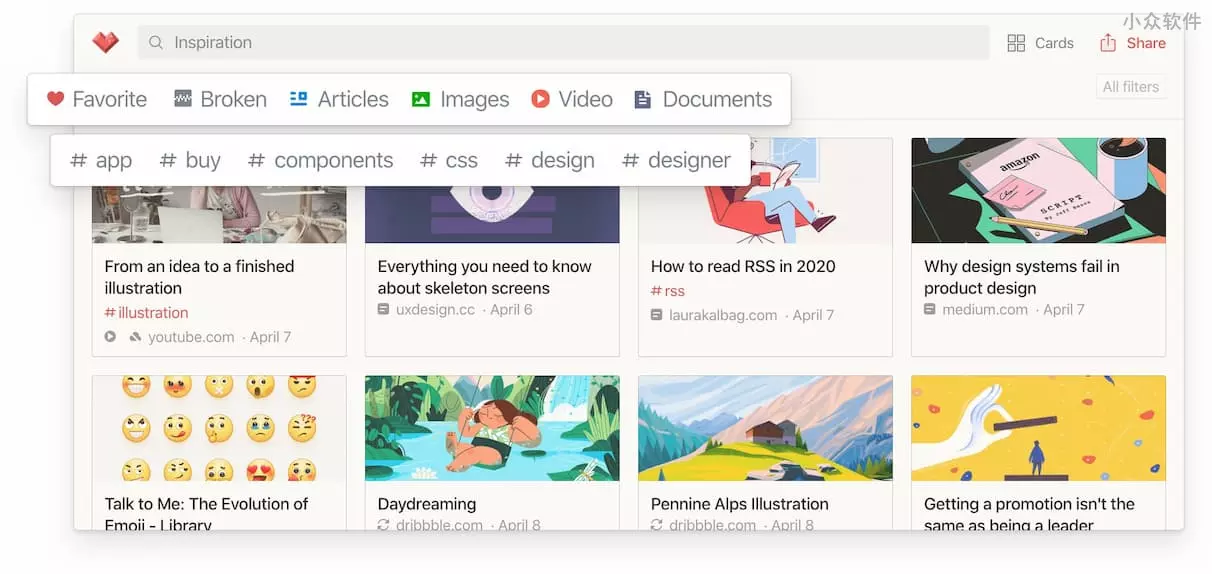 小众软件
Inspiration
Cards
Share
Favorite Broken Articles Images Video Documents
All filters
# app # buy # components # css # design # designer
amazon
SCRIPT
From an idea to a finished
illustration
#illustration
youtube.com · April 7
Everything you need to know
about skeleton screens
uxdesign.cc · April 6
How to read RSS in 2020
#rss
laurakalbag.com · April 7
Why design systems fail in
product design
medium.com · April 7
Talk to Me: The Evolution of
Emoji - Library
Daydreaming
dribbble.com · April 8
Pennine Alps Illustration
dribbble.com · April 8
Getting a promotion isn't the
same as being a leader